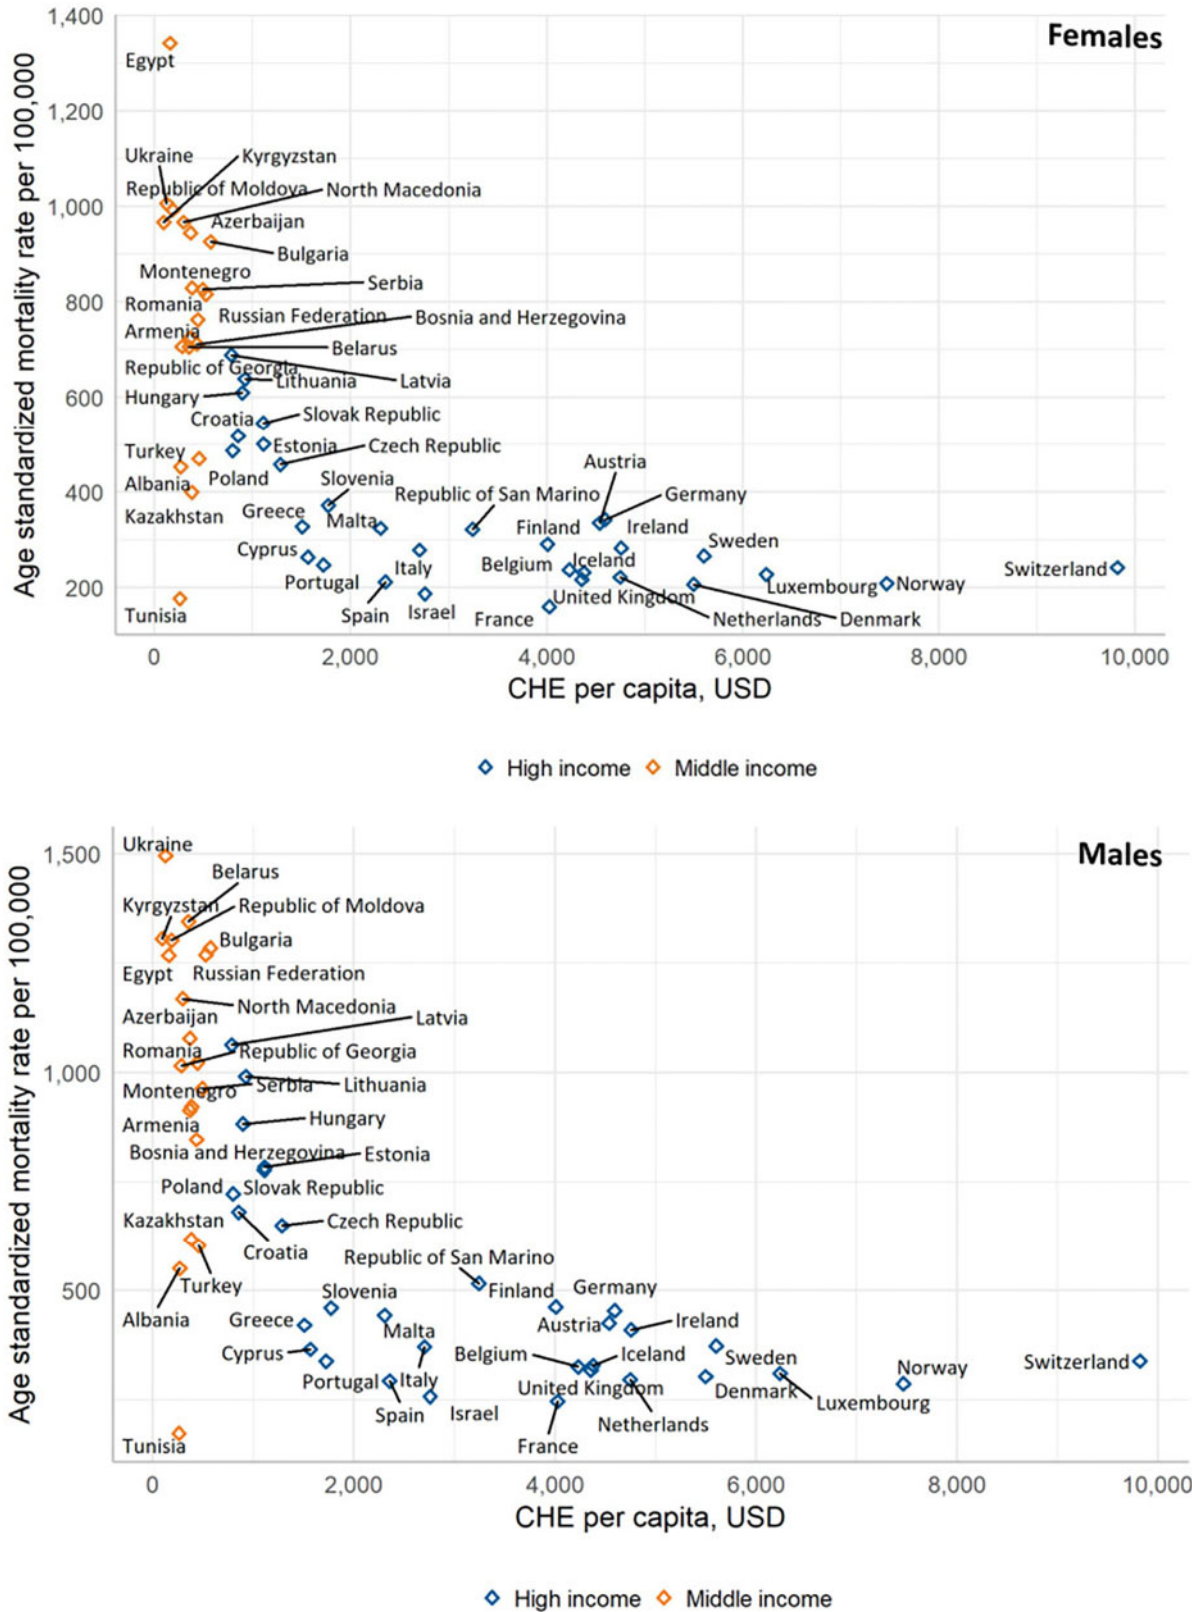 Females
Age standardized mortality rate per 100,000
1,400
Egypt
1,200
Ukraine
Kyrgyzstan
Republic of Moldova
North Macedonia
1,000
Azerbaijan
Bulgaria
Montenegro
Serbia
800
Romania
Russian Federation
Bosnia and Herzegovina
Armenia
Belarus
Republic of Georgia
Lithuania
Latvia
600
Hungary
Croatia
Slovak Republic
Turkey
Estonia
Czech Republic
Austria
Albania
Poland
Slovenia
Republic of San Marino
Germany
400
Kazakhstan
Greece
Malta
Finland
Ireland
Cyprus
Sweden
Italy
Belgium
Iceland
Switzerland
Portugal
Luxembourg
Norway
200
United Kingdom
Tunisia
Spain
Israel
France
Netherlands
Denmark
0
2,000
4,000
6,000
8,000
10,000
CHE per capita, USD
High income
Middle income
Males
Age standardized mortality rate per 100,000
Ukraine
1,500
Belarus
Kyrgyzstan
Republic of Moldova
Bulgaria
Egypt
Russian Federation
North Macedonia
Azerbaijan
Latvia
Romania
Republic of Georgia
1,000
Montenegro
Serbia
Lithuania
Armenia
Hungary
Bosnia and Herzegovina
Estonia
Poland
Slovak Republic
Kazakhstan
Czech Republic
Croatia
Republic of San Marino
Turkey
Slovenia
Finland
Germany
500
Albania
Greece
Malta
Austria
Ireland
Cyprus
Belgium
Iceland
Sweden
Switzerland
Norway
Portugal
Italy
United Kingdom
Denmark
Luxembourg
Spain
Israel
Netherlands
Tunisia
France
0
2,000
4,000
6,000
8,000
10,000
CHE per capita, USD
High income
Middle income